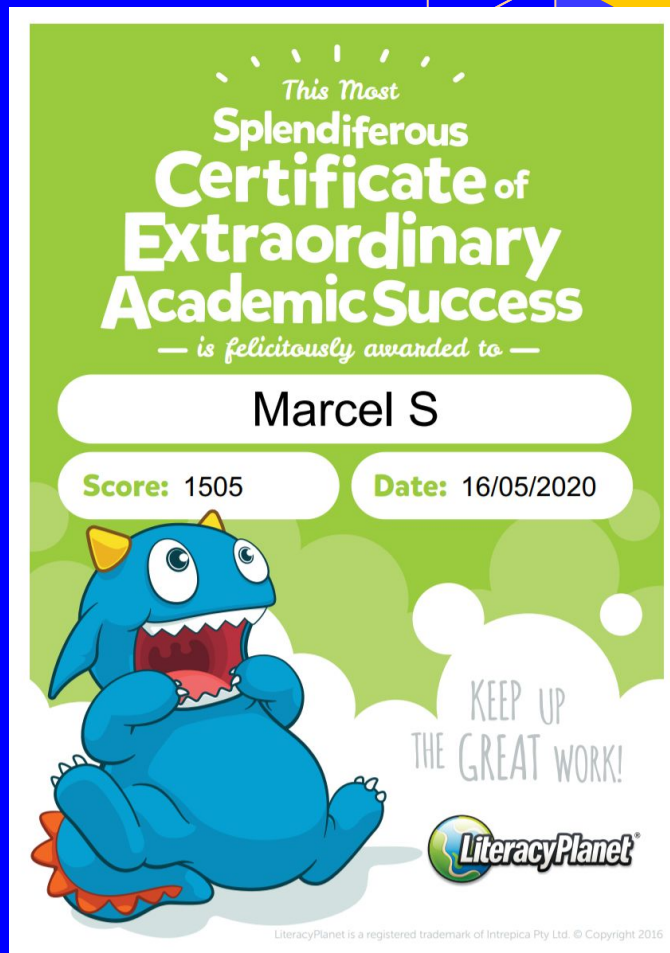 This Most
Splendiferous
Certificate of
Extraordinary
Academic Success
— is felicitously awarded to —
Marcel S
Score: 1505
Date: 16/05/2020
KEEP UP
THE GREAT WORK!
LiteracyPlanet®
LiteracyPlanet is a registered trademark of Intrepica Pty Ltd. © Copyright 2016